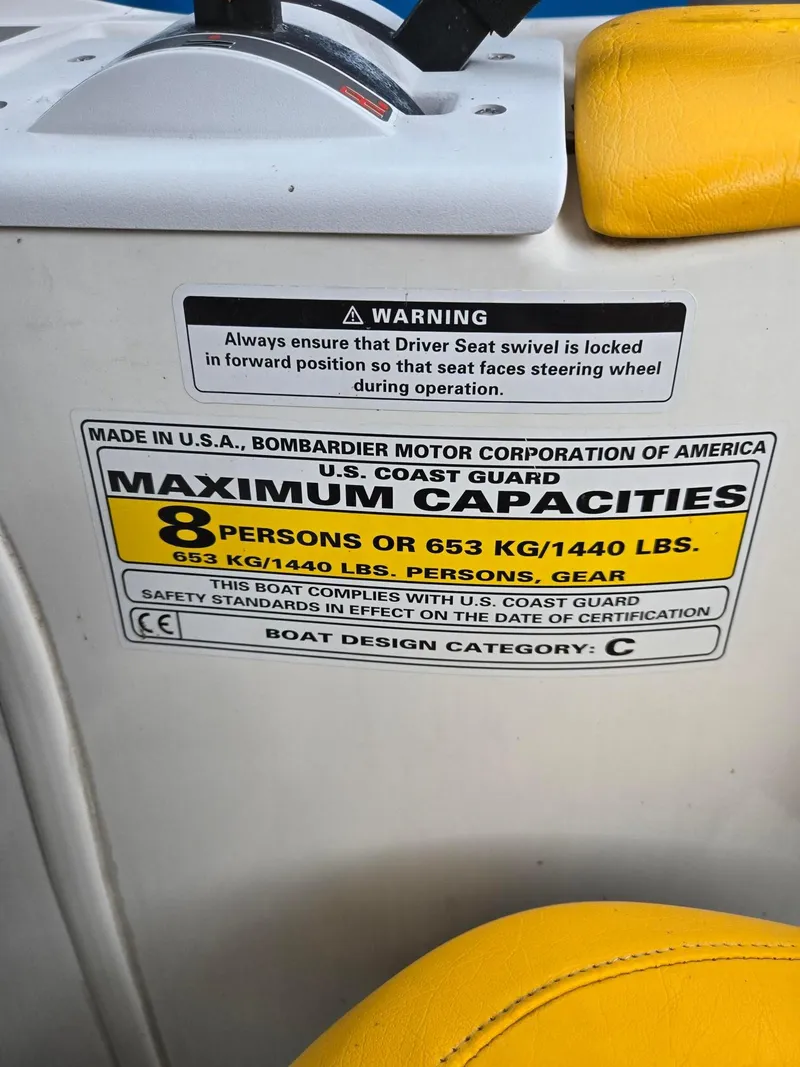 WARNING
Always ensure that Driver Seat swivel is locked
in forward position so that seat faces steering wheel
during operation.
MADE IN U.S.A., BOMBARDIER MOTOR CORPORATION OF AMERICA
U.S. COAST GUARD
MAXIMUM CAPACITIES
8 PERSONS OR 653 KG/1440 LBS.
653 KG/1440 LBS. PERSONS, GEAR
THIS BOAT COMPLIES WITH U.S. COAST GUARD
SAFETY STANDARDS IN EFFECT ON THE DATE OF CERTIFICATION
CE
BOAT DESIGN CATEGORY: C